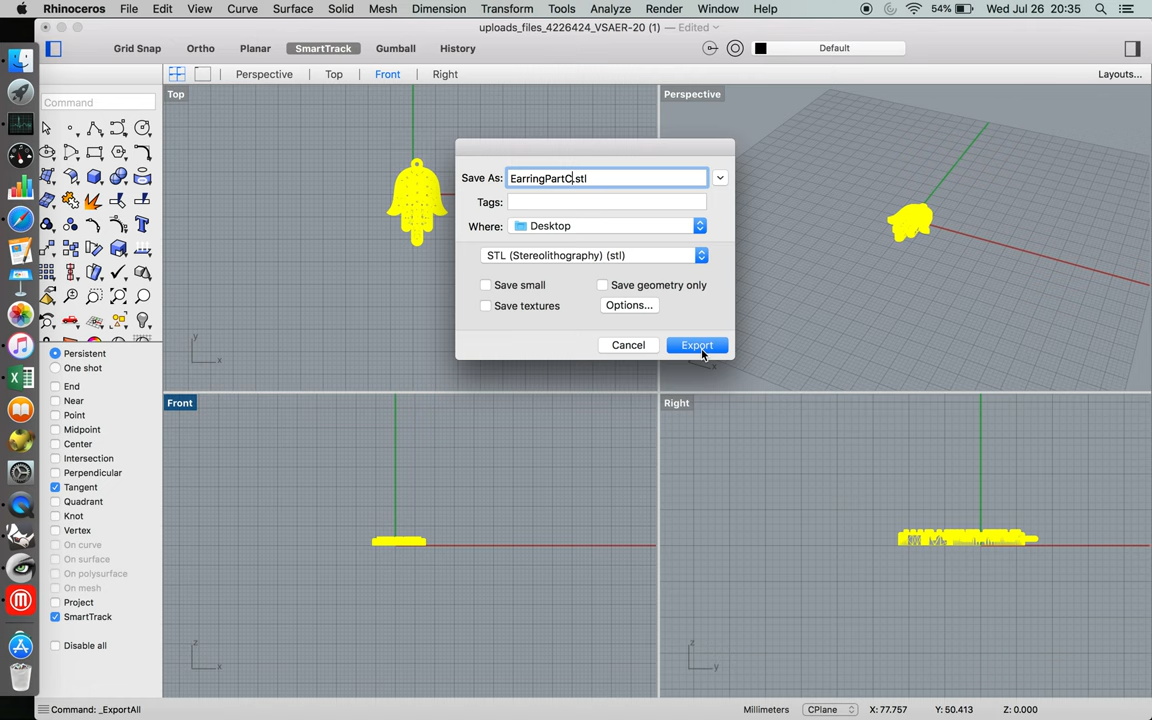 Rhinoceros File Edit View Curve Surface Solid Mesh Dimension Transform Tools Analyze Render Window Help 54% Wed Jul 26 20:35
uploads_files_4226424_VSAER-20 (1) — Edited
Grid Snap Ortho Planar SmartTrack Gumball History Default
Perspective Top Front Right Layouts...
Command
Top
Perspective
Save As: EarringPartC.stl
Tags:
Where: Desktop
STL (Stereolithography) (stl)
Save small Save geometry only
Save textures Options...
Cancel Export
y
x
x
Persistent
One shot
End
Near
Point
Midpoint
Center
Intersection
Perpendicular
Tangent
Quadrant
Knot
Vertex
On curve
On surface
On polysurface
On mesh
Project
SmartTrack
Disable all
Front
Right
z
x
z
y
Command: _ExportAll
Millimeters CPlane X: 77.757 Y: 50.413 Z: 0.000